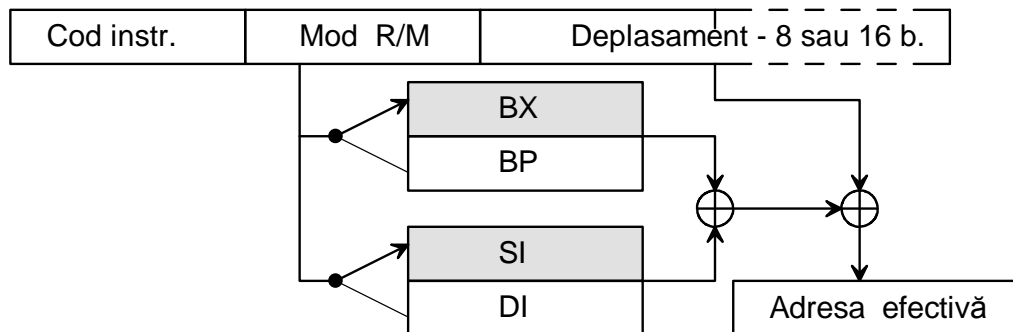 Cod instr. Mod R/M Deplasament - 8 sau 16 b.
BX
BP
SI
DI
Adresa efectivă